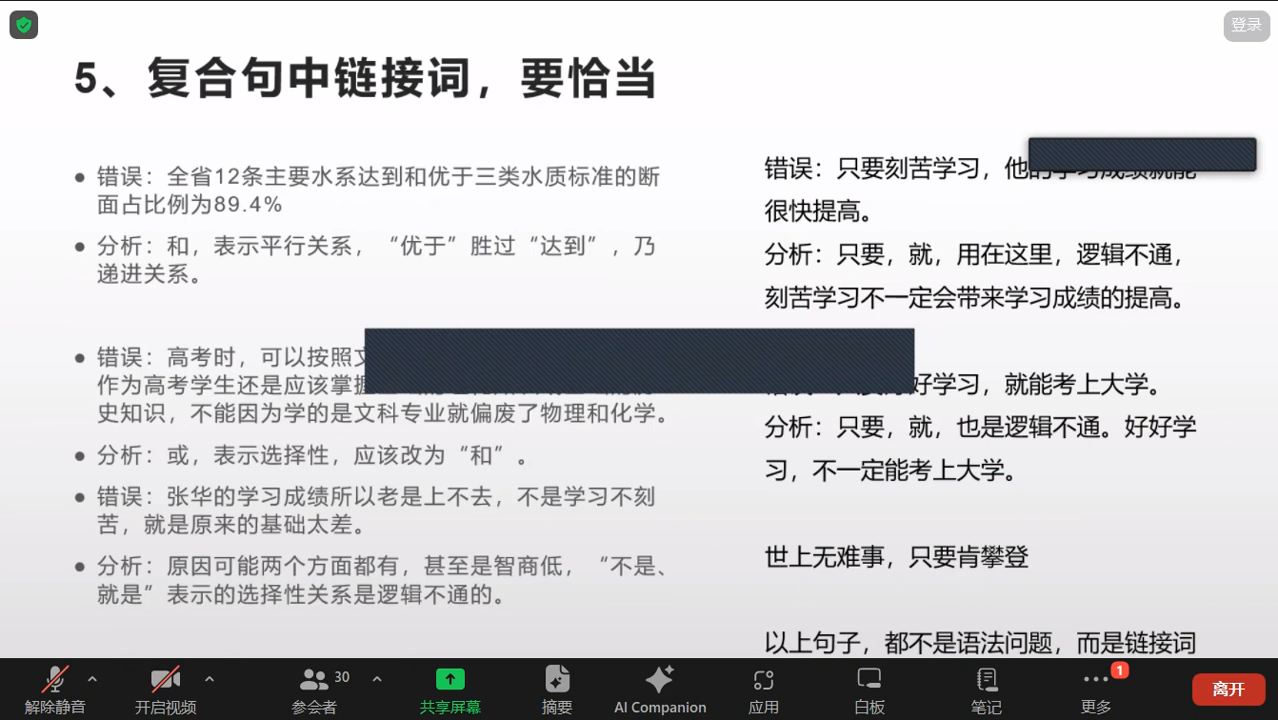 登录
5、复合句中链接词，要恰当
错误：全省12条主要水系达到和优于三类水质标准的断
面占比例为89.4%
分析：和，表示平行关系，“优于”胜过“达到”，乃
递进关系。
错误：高考时，可以按照
作为高考学生还是应该掌握
史知识，不能因为学的是文科专业就偏废了物理和化学。
分析：或，表示选择性，应该改为“和”。
错误：张华的学习成绩所以老是上不去，不是学习不刻
苦，就是原来的基础太差。
分析：原因可能两个方面都有，甚至是智商低，“不是、
就是”表示的选择性关系是逻辑不通的。
错误：只要刻苦学习，他的学习成绩就能
很快提高。
分析：只要，就，用在这里，逻辑不通，
刻苦学习不一定会带来学习成绩的提高。
好学习，就能考上大学。
分析：只要，就，也是逻辑不通。好好学
习，不一定能考上大学。
世上无难事，只要肯攀登
以上句子，都不是语法问题，而是链接词
解除静音
开启视频
30
参会者
共享屏幕
摘要
AI Companion
应用
白板
笔记
1
更多
离开